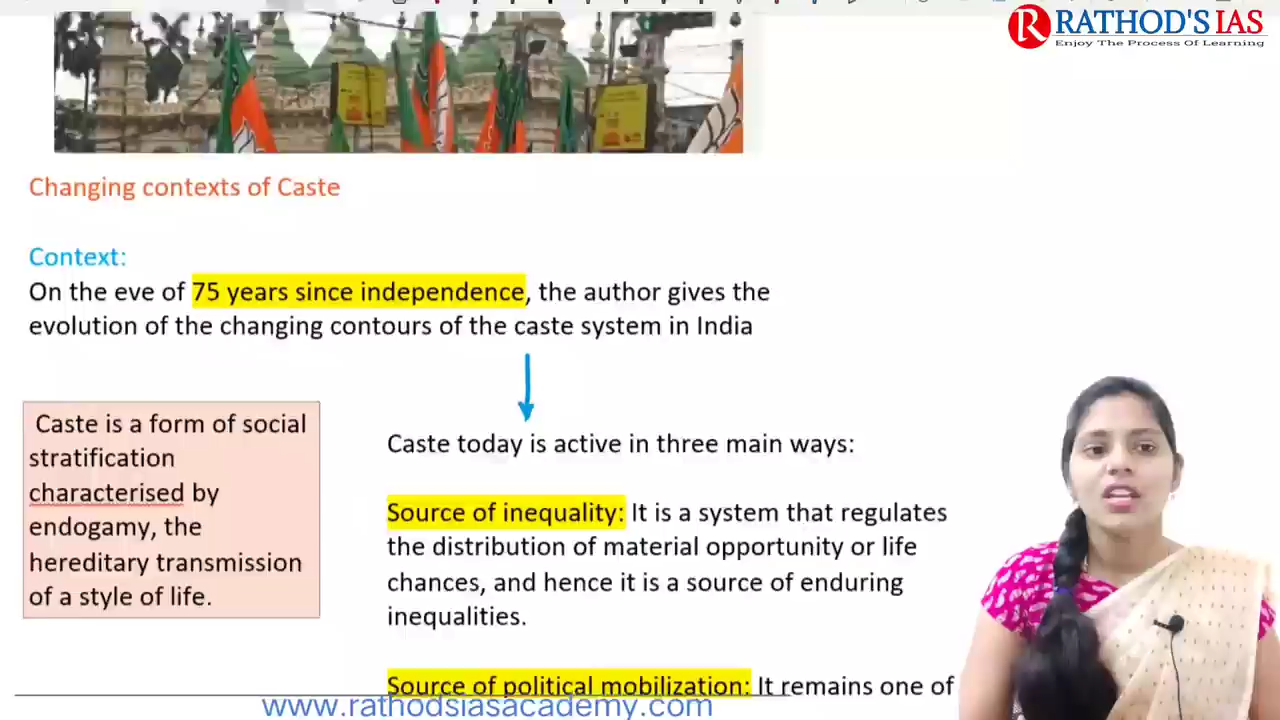 RATHOD'S IAS
Enjoy The Process Of Learning
Changing contexts of Caste
Context:
On the eve of 75 years since independence, the author gives the
evolution of the changing contours of the caste system in India
Caste is a form of social
stratification
characterised by
endogamy, the
hereditary transmission
of a style of life.
Caste today is active in three main ways:
Source of inequality: It is a system that regulates
the distribution of material opportunity or life
chances, and hence it is a source of enduring
inequalities.
Source of political mobilization: It remains one of
www.rathodsiasacademy.com